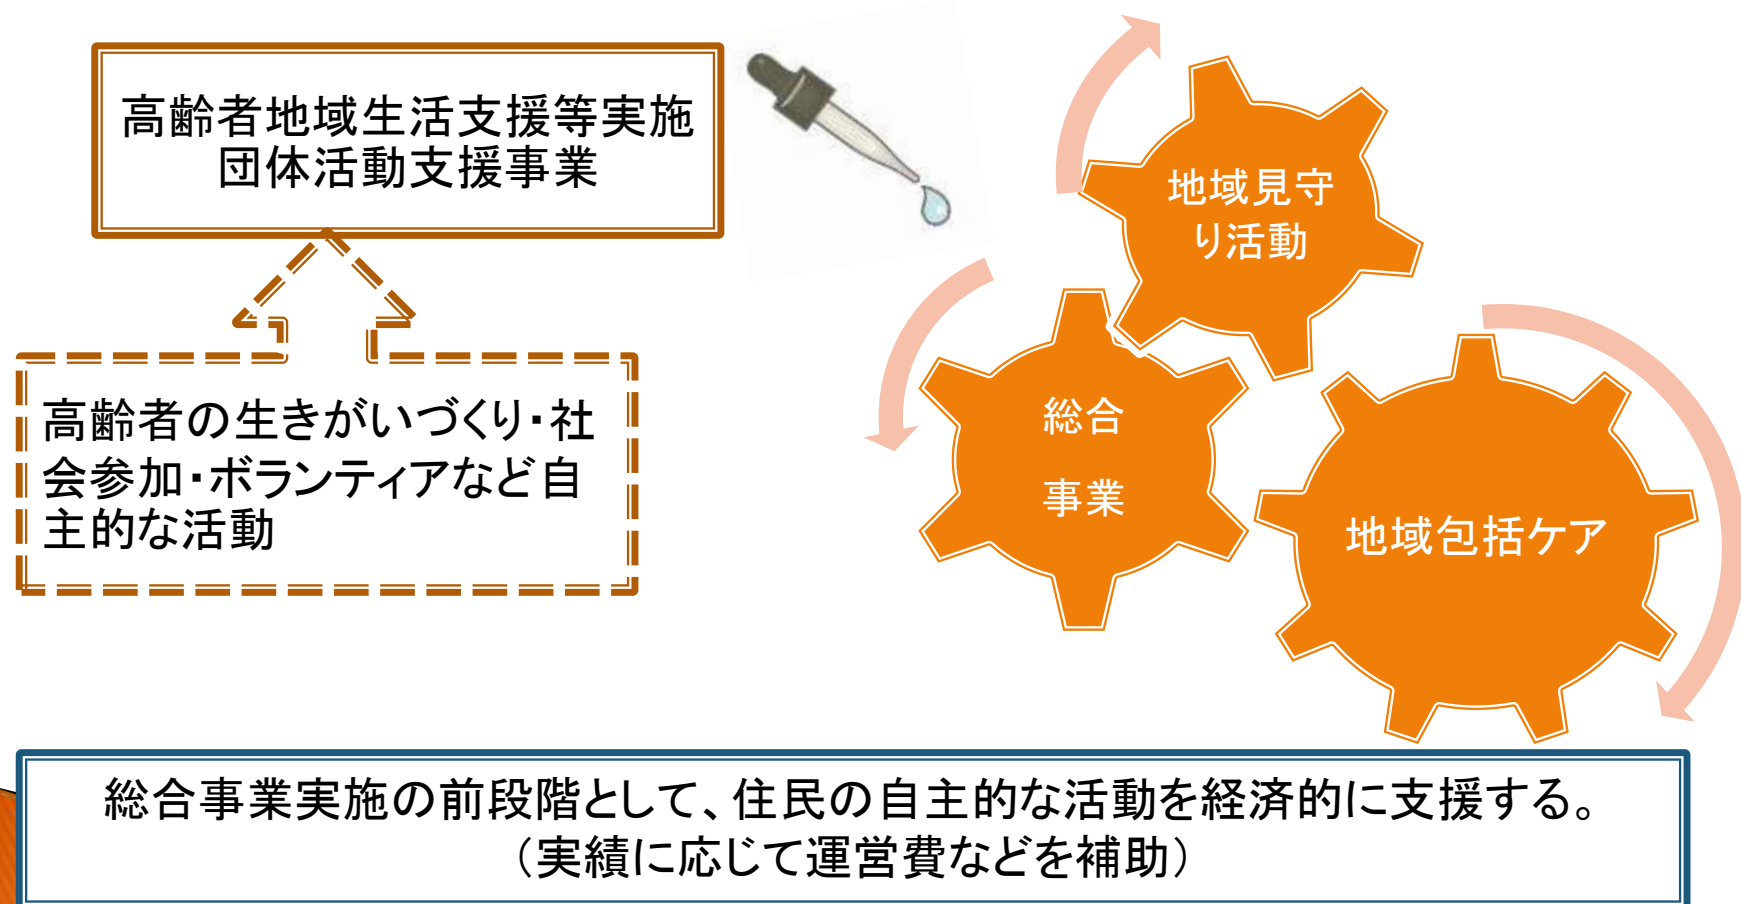 高齢者地域生活支援等実施
団体活動支援事業
高齢者の生きがいづくり・社
会参加・ボランティアなど自
主的な活動
地域見守
り活動
総合
事業
地域包括ケア
総合事業実施の前段階として、住民の自主的な活動を経済的に支援する。
（実績に応じて運営費などを補助）